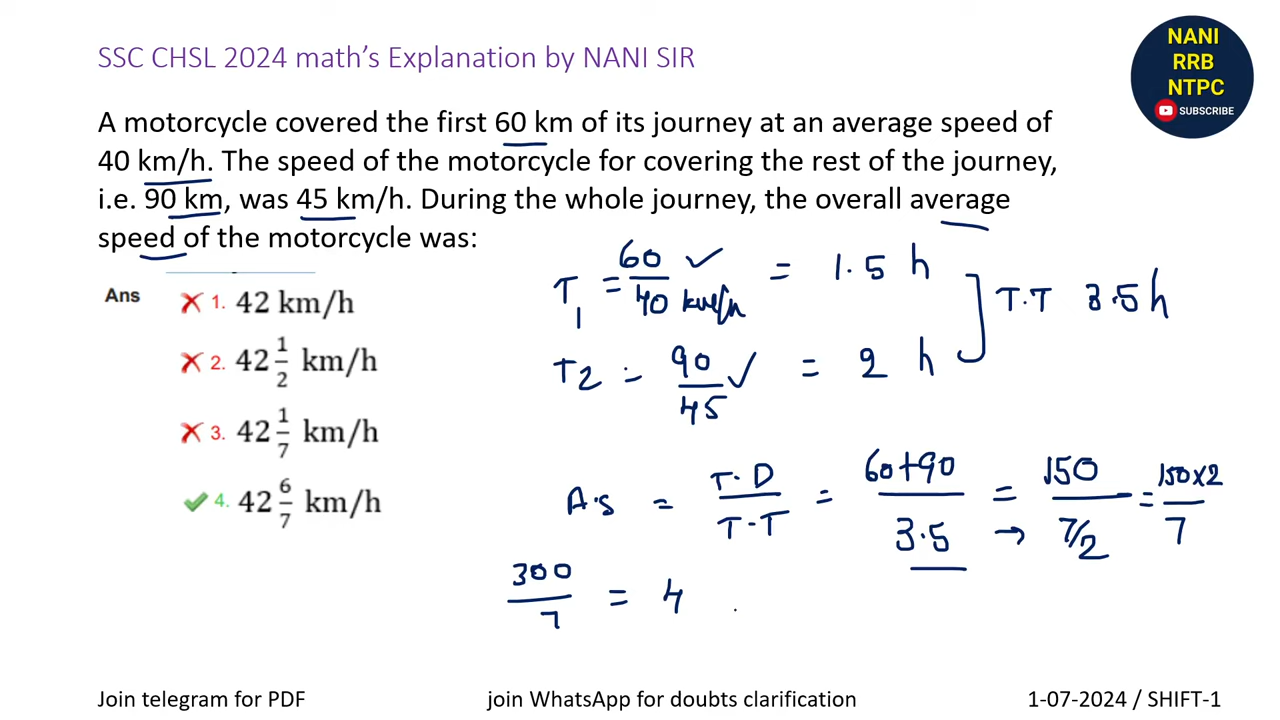 SSC CHSL 2024 math’s Explanation by NANI SIR
NANI
RRB
NTPC
SUBSCRIBE
A motorcycle covered the first 60 km of its journey at an average speed of
40 km/h. The speed of the motorcycle for covering the rest of the journey,
i.e. 90 km, was 45 km/h. During the whole journey, the overall average
speed of the motorcycle was:
Ans
1. 42 km/h
2. 42 1/2 km/h
3. 42 1/7 km/h
4. 42 6/7 km/h
T1 = 60/40 km/h = 1.5 h
T2 = 90/45 = 2 h
T.T 3.5 h
A.S = T.D/T.T = 60+90/3.5 = 150/7/2 = 150x2/7
300/7 = 4
Join telegram for PDF
join WhatsApp for doubts clarification
1-07-2024 / SHIFT-1